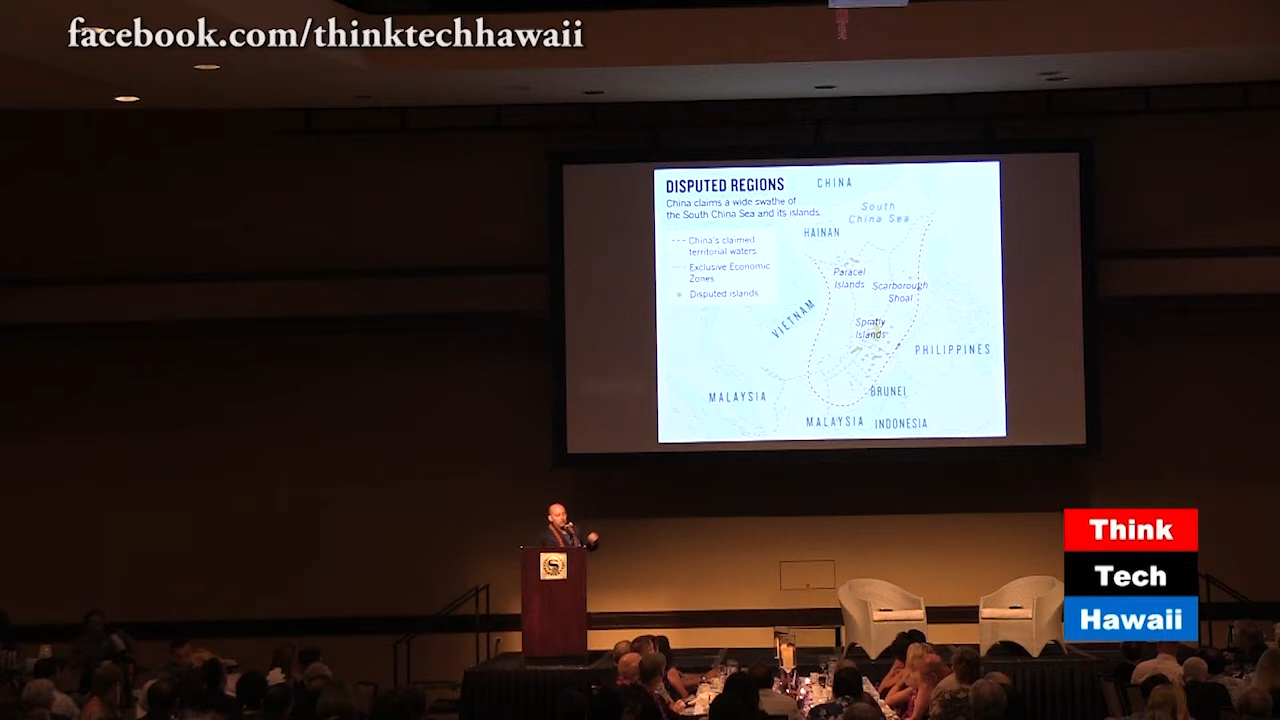 facebook.com/thinktechhawaii
DISPUTED REGIONS
China claims a wide swathe of
the South China Sea and its islands.
China's claimed
territorial waters
Exclusive Economic
Zones
Disputed islands
CHINA
South
China Sea
HAINAN
Paracel
Islands
Scarborough
Shoal
Spratly
Islands
VIETNAM
PHILIPPINES
MALAYSIA
BRUNEI
MALAYSIA
INDONESIA
S
Think
Tech
Hawaii